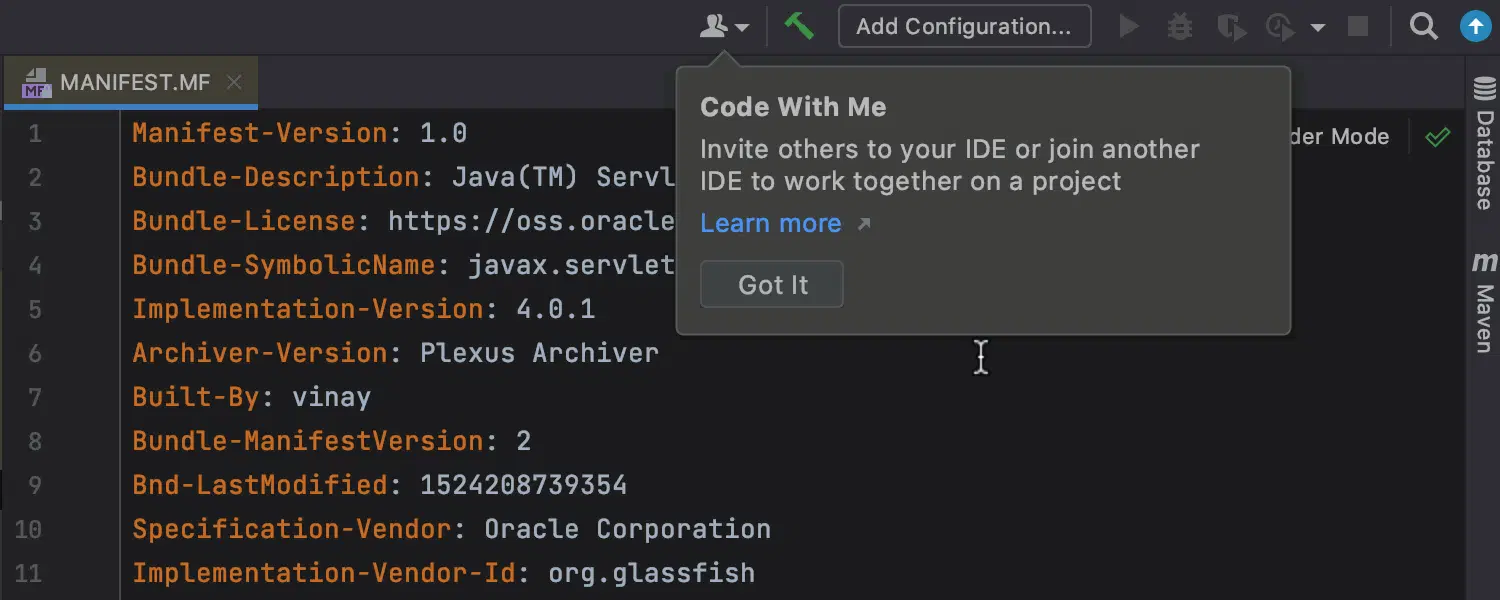 Add Configuration...
MANIFEST.MF
Code With Me
Invite others to your IDE or join another
IDE to work together on a project
Learn more
Got It
der Mode
1 Manifest-Version: 1.0
2 Bundle-Description: Java(TM) Servl
3 Bundle-License: https://oss.oracle
4 Bundle-SymbolicName: javax.servlet
5 Implementation-Version: 4.0.1
6 Archiver-Version: Plexus Archiver
7 Built-By: vinay
8 Bundle-ManifestVersion: 2
9 Bnd-LastModified: 1524208739354
10 Specification-Vendor: Oracle Corporation
11 Implementation-Vendor-Id: org.glassfish
Database
m Maven
MF